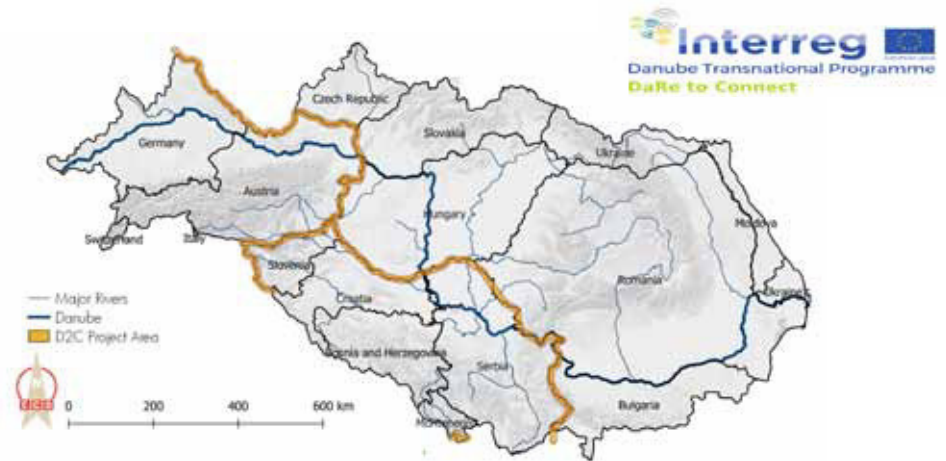 Interreg
Danube Transnational Programme
DaRe to Connect
Czech Republic
Slovakia
Germany
Ukraine
Austria
Hungary
Moldova
Switzerland
Italy
Slovenia
Romania
Ukraine
Croatia
Major Rivers
Danube
D2C Project Area
Bosnia and Herzegovina
Serbia
Bulgaria
0 200 400 600 km
Montenegro